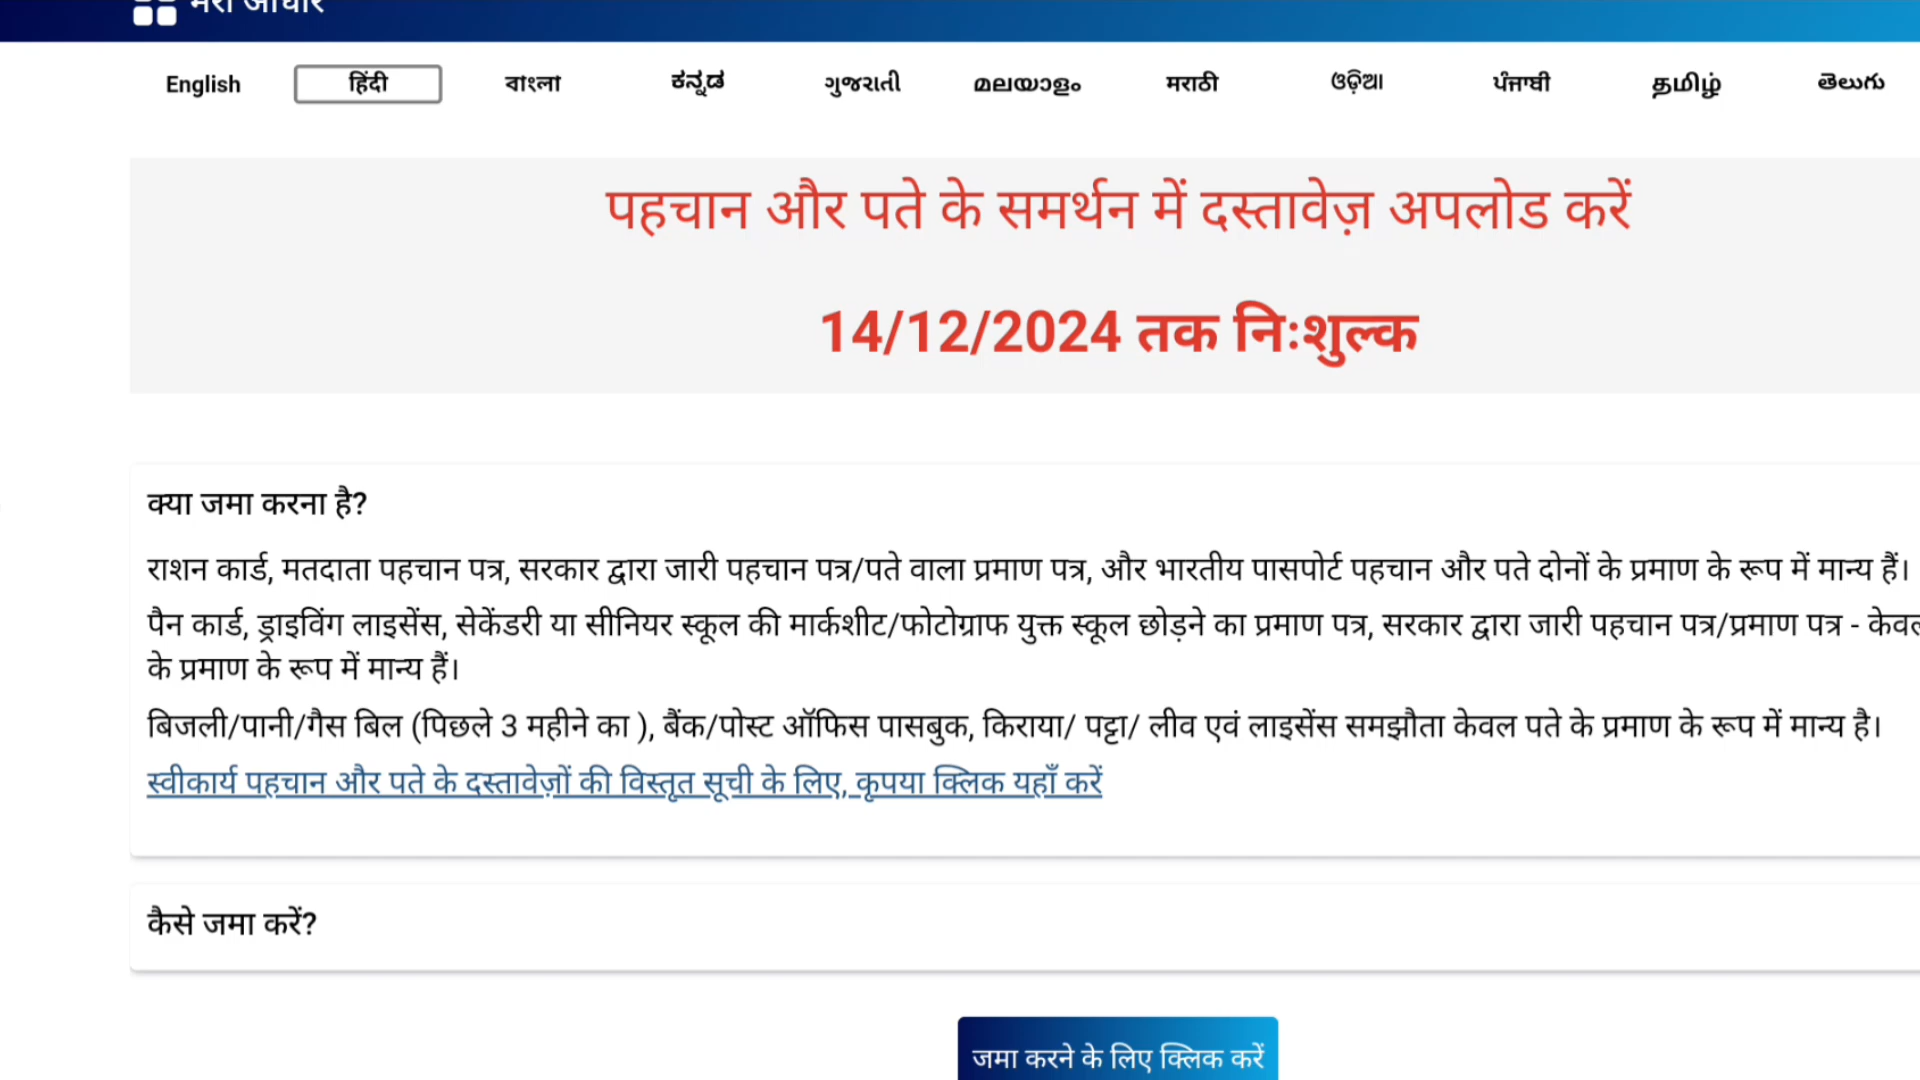 मेरा आधार
English हिंदी বাংলা ಕನ್ನಡ ગુજરાતી മലയാളം मराठी ଓଡ଼ିଆ ਪੰਜਾਬੀ தமிழ் తెలుగు
पहचान और पते के समर्थन में दस्तावेज़ अपलोड करें
14/12/2024 तक निःशुल्क
क्या जमा करना है?
राशन कार्ड, मतदाता पहचान पत्र, सरकार द्वारा जारी पहचान पत्र/पते वाला प्रमाण पत्र, और भारतीय पासपोर्ट पहचान और पते दोनों के प्रमाण के रूप में मान्य हैं।
पैन कार्ड, ड्राइविंग लाइसेंस, सेकेंडरी या सीनियर स्कूल की मार्कशीट/फोटोग्राफ युक्त स्कूल छोड़ने का प्रमाण पत्र, सरकार द्वारा जारी पहचान पत्र/प्रमाण पत्र -
के प्रमाण के रूप में मान्य हैं।
बिजली/पानी/गैस बिल (पिछले 3 महीने का ), बैंक/पोस्ट ऑफिस पासबुक, किराया/ पट्टा/ लीव एवं लाइसेंस समझौता केवल पते के प्रमाण के रूप में मान्य है।
स्वीकार्य पहचान और पते के दस्तावेज़ों की विस्तृत सूची के लिए, कृपया क्लिक यहाँ करें
कैसे जमा करें?
जमा करने के लिए क्लिक करें